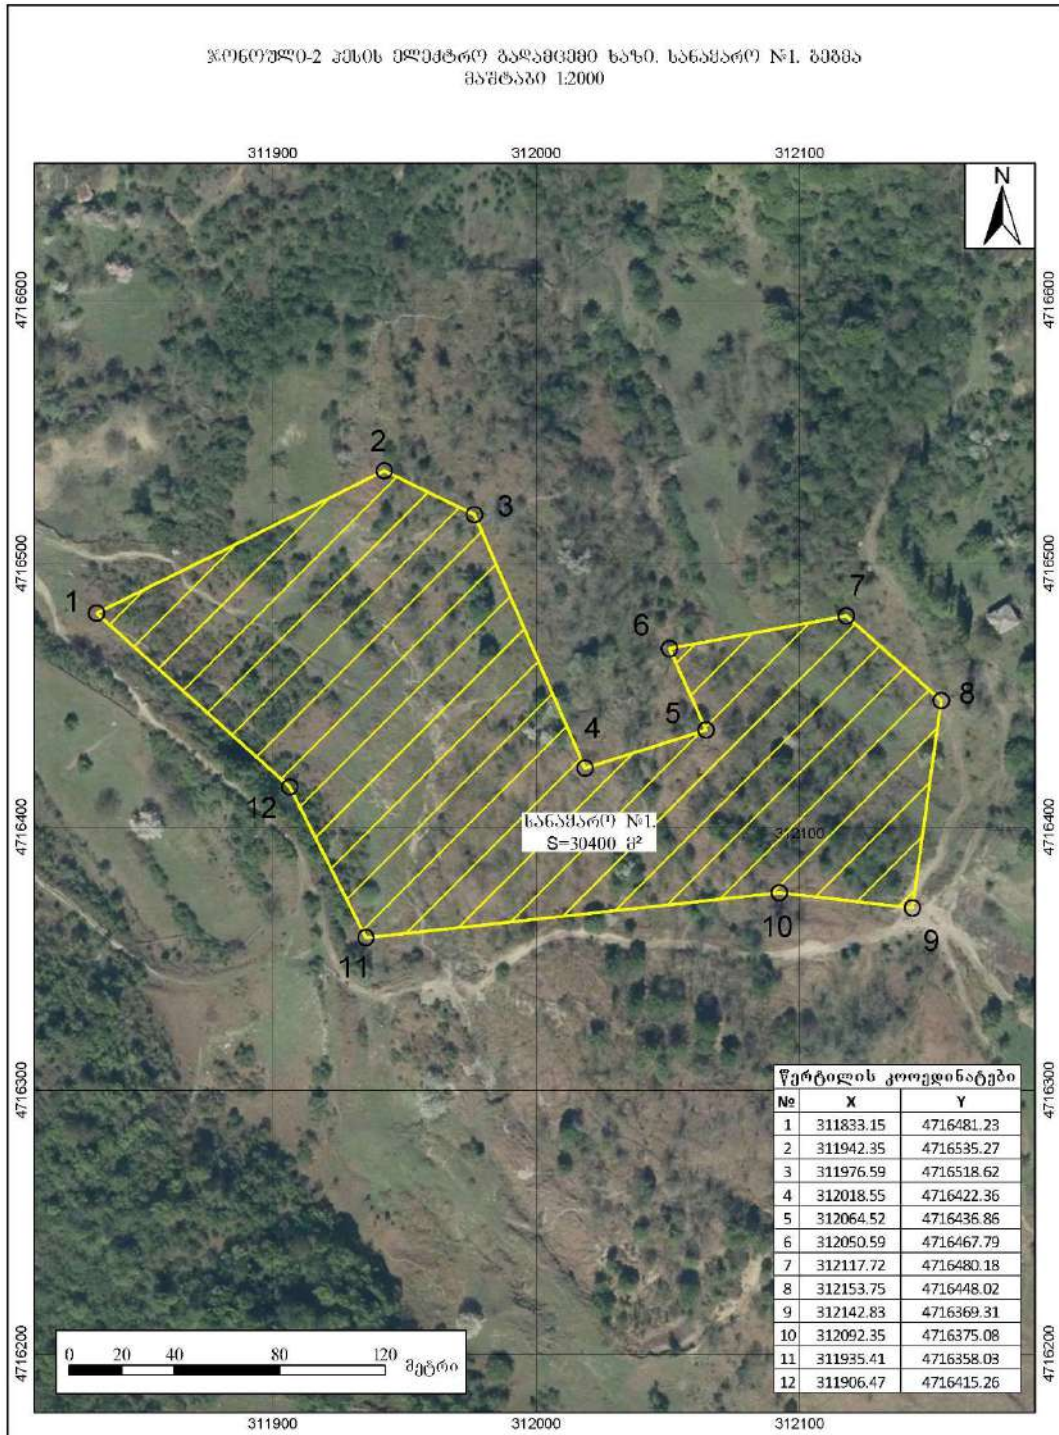 ჯონოული-2 ჰესის ელექტრო გადამცემი ხაზი. სანაყარო №1. გეგმა
მაშტაბი 1:2000
311900 312000 312100
N
4716600 4716600
2
3
4716500 4716500
1
7
6
8
5
4
12
სანაყარო №1.
S=30400 მ²
4716400 312100 4716400
10
9
11
4716300 4716300
წერტილის კოოედინატები
№ X Y
1 311833.15 4716481.23
2 311942.35 4716535.27
3 311976.59 4716518.62
4 312018.55 4716422.36
5 312064.52 4716436.86
6 312050.59 4716467.79
7 312117.72 4716480.18
8 312153.75 4716448.02
9 312142.83 4716369.31
10 312092.35 4716375.08
11 311935.41 4716358.03
12 311906.47 4716415.26
4716200 4716200
0 20 40 80 120 მეტრი
311900 312000 312100